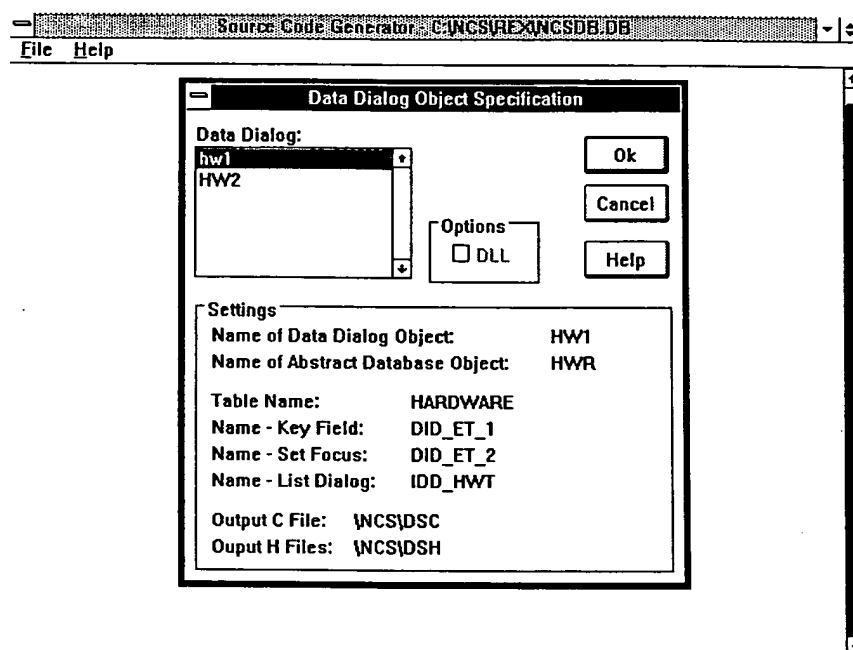 Source Code Generator - C:\NCS\REX\NCSDB.DB
File Help
Data Dialog Object Specification
Data Dialog:
hw1
HW2
Options
DLL
Ok
Cancel
Help
Settings
Name of Data Dialog Object: HW1
Name of Abstract Database Object: HWR
Table Name: HARDWARE
Name - Key Field: DID_ET_1
Name - Set Focus: DID_ET_2
Name - List Dialog: IDD_HWT
Output C File: \NCS\DSC
Ouput H Files: \NCS\DSH